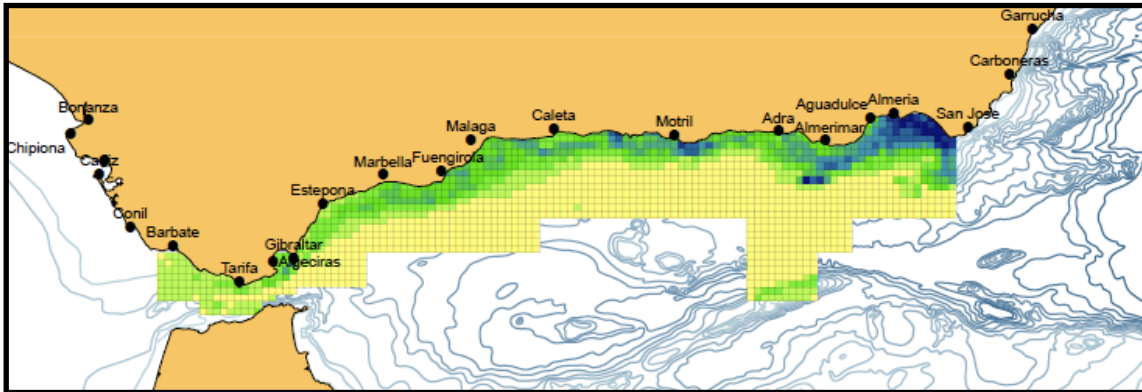 Garrucha
Carboneras
Aguadulce
Almeria
San Jose
Bonanza
Caleta
Motril
Adra
Almerimar
Malaga
Chipiona
Cadiz
Marbella
Fuengirola
Estepona
Conil
Barbate
Gibraltar
Algeciras
Tarifa